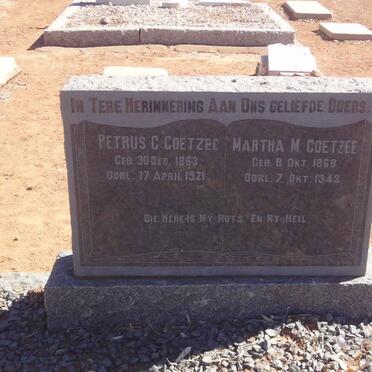 IN TERE HERINNERING AAN ONS GELIEFDE OUERS.
PETRUS C. COETZEE
GEB. 30 DES. 1863.
OORL. 17 APRIL 1921
MARTHA M. COETZEE
GEB. 8. OKT. 1868
OORL. 7. OKT. 1943
DIE HERE IS MY ROTS EN MY HEIL